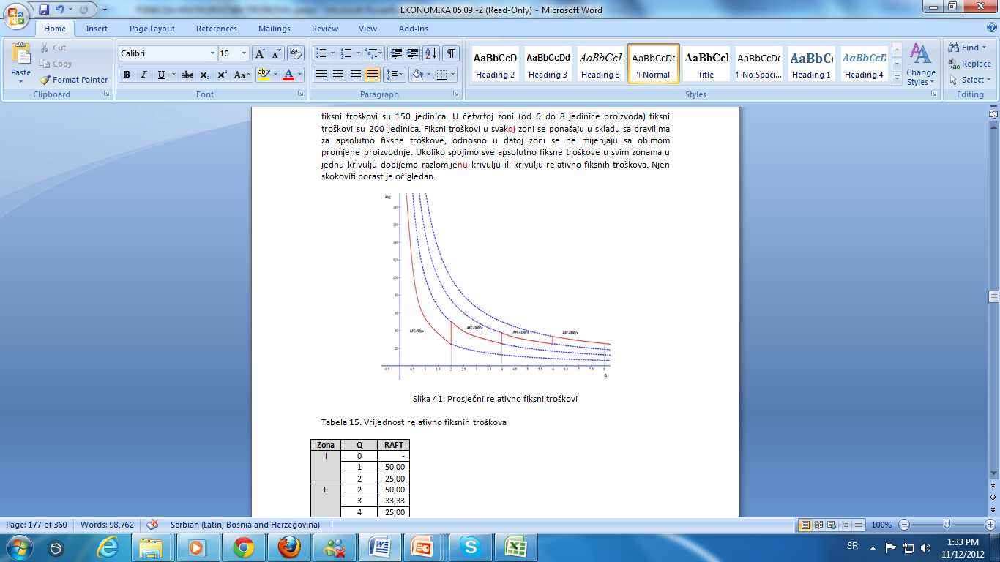 EKONOMIKA 05.09.-2 (Read-Only) - Microsoft Word
Home Insert Page Layout References Mailings Review View Add-Ins
Paste
Cut
Copy
Format Painter
Clipboard
Calibri 10
B I U abc x₂ x² Aa
Font
Paragraph
AaBbCcD AaBbCcDd AaBbCcL AaBbCcDc AaBbCcl AaBbCcDc AaBbCc AaBbCcD
Heading 2 Heading 3 Heading 8 ¶ Normal Title ¶ No Spaci... Heading 1 Heading 4
Styles
Change Styles
Find
Replace
Select
Editing
fiksni troškovi su 150 jedinica. U četvrtoj zoni (od 6 do 8 jedinice proizvoda) fiksni
troškovi su 200 jedinica. Fiksni troškovi u svakoj zoni se ponašaju u skladu sa pravilima
za apsolutno fiksne troškove, odnosno u datoj zoni se ne mijenjaju sa obimom
promjene proizvodnje. Ukoliko spojimo sve apsolutno fiksne troškove u svim zonama u
jednu krivulju dobijemo razlomljenu krivulju ili krivulju relativno fiksnih troškova. Njen
skokoviti porast je očigledan.
AVC
180
160
140
120
100
80
60
40
20
AFC=50/x AFC=100/x AFC=150/x AFC=200/x
-0.5 0.5 1 1.5 2 2.5 3 3.5 4 4.5 5 5.5 6 6.5 7 7.5 8
Q
Slika 41. Prosječni relativno fiksni troškovi
Tabela 15. Vrijednost relativno fiksnih troškova
Zona Q RAFT
I 0 -
1 50,00
2 25,00
II 2 50,00
3 33,33
4 25,00
Page: 177 of 360 Words: 98,762 Serbian (Latin, Bosnia and Herzegovina) 100%
SR 1:33 PM
11/12/2012